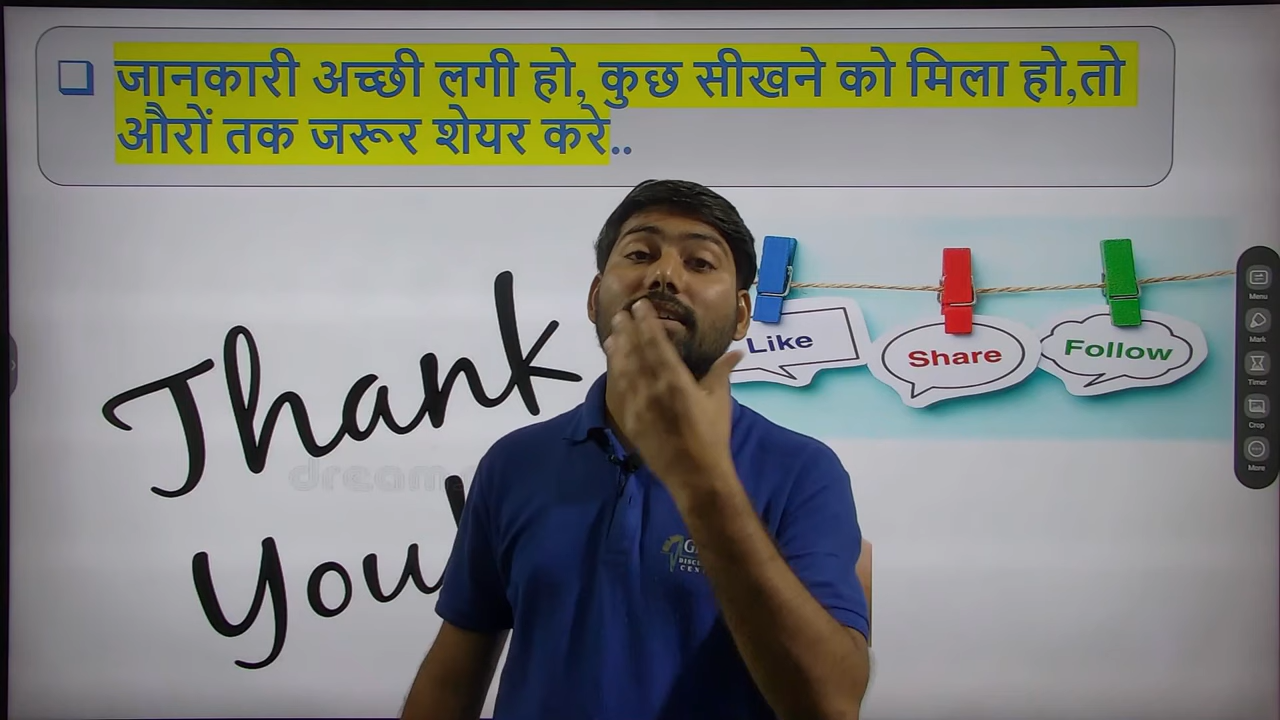 जानकारी अच्छी लगी हो, कुछ सीखने को मिला हो,तो
औरों तक जरूर शेयर करे..
Thank
You
Like
Share
Follow
Menu
Mark
Timer
Crop
More